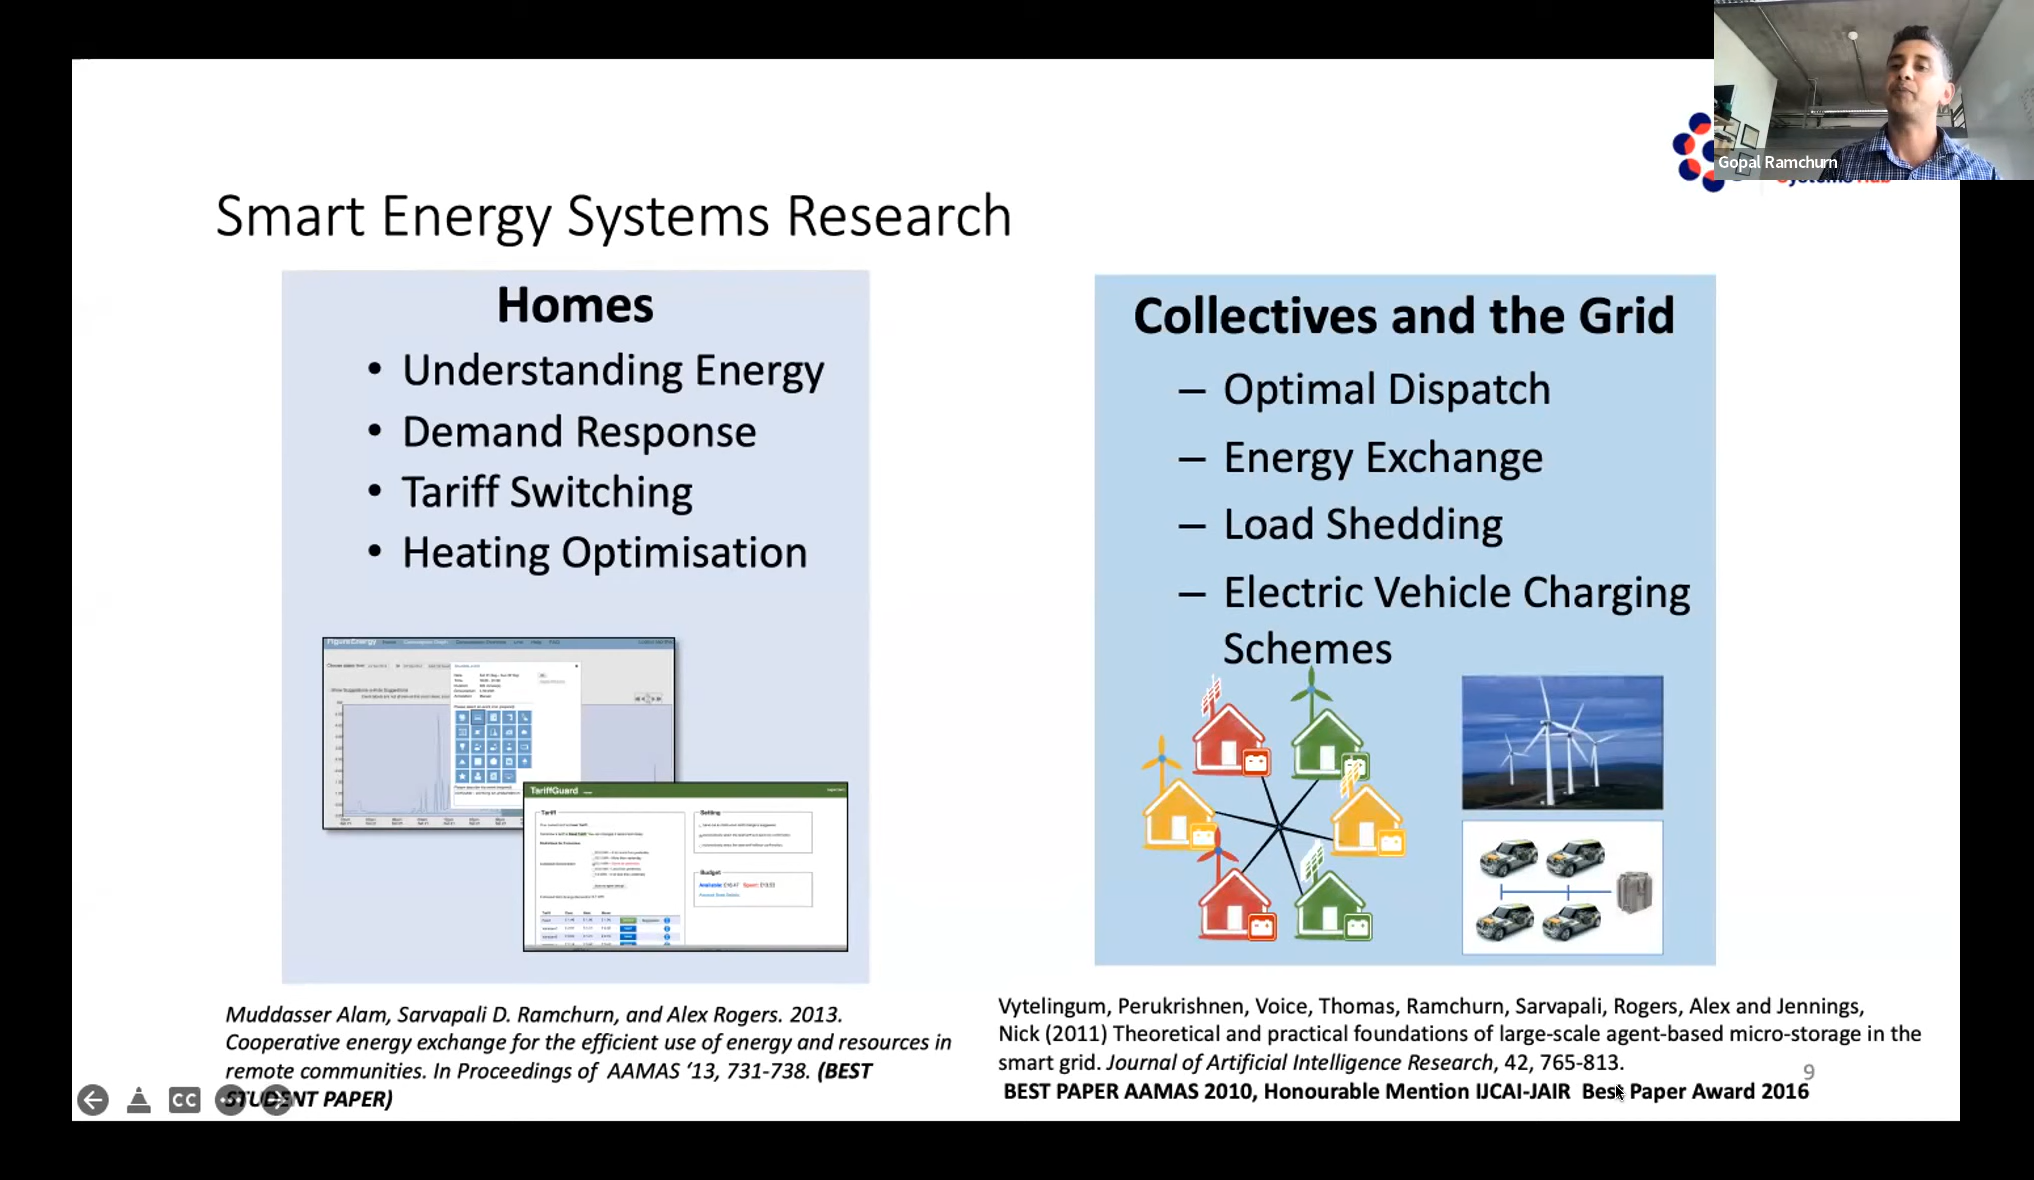 Gopal Ramchurn
Smart Energy Systems Research
Homes
• Understanding Energy
• Demand Response
• Tariff Switching
• Heating Optimisation
FigureEnergy
TariffGuard
Tariff
Setting
Budget
Collectives and the Grid
– Optimal Dispatch
– Energy Exchange
– Load Shedding
– Electric Vehicle Charging
Schemes
Muddasser Alam, Sarvapali D. Ramchurn, and Alex Rogers. 2013.
Cooperative energy exchange for the efficient use of energy and resources in
remote communities. In Proceedings of AAMAS ‘13, 731-738. (BEST
STUDENT PAPER)
Vytelingum, Perukrishnen, Voice, Thomas, Ramchurn, Sarvapali, Rogers, Alex and Jennings,
Nick (2011) Theoretical and practical foundations of large-scale agent-based micro-storage in the
smart grid. Journal of Artificial Intelligence Research, 42, 765-813.
BEST PAPER AAMAS 2010, Honourable Mention IJCAI-JAIR Best Paper Award 2016
9
CC